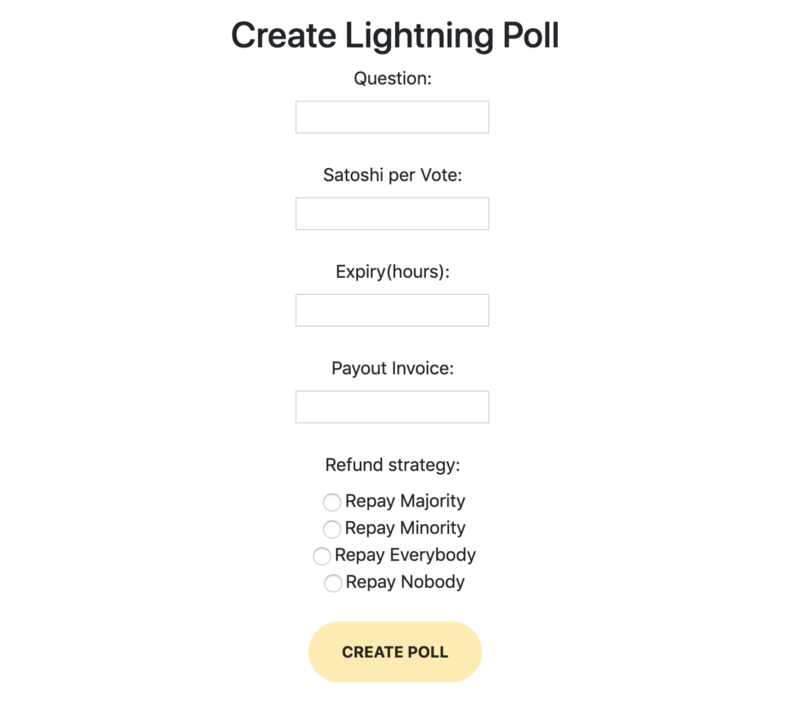 Create Lightning Poll
Question:
Satoshi per Vote:
Expiry(hours):
Payout Invoice:
Refund strategy:
Repay Majority
Repay Minority
Repay Everybody
Repay Nobody
CREATE POLL